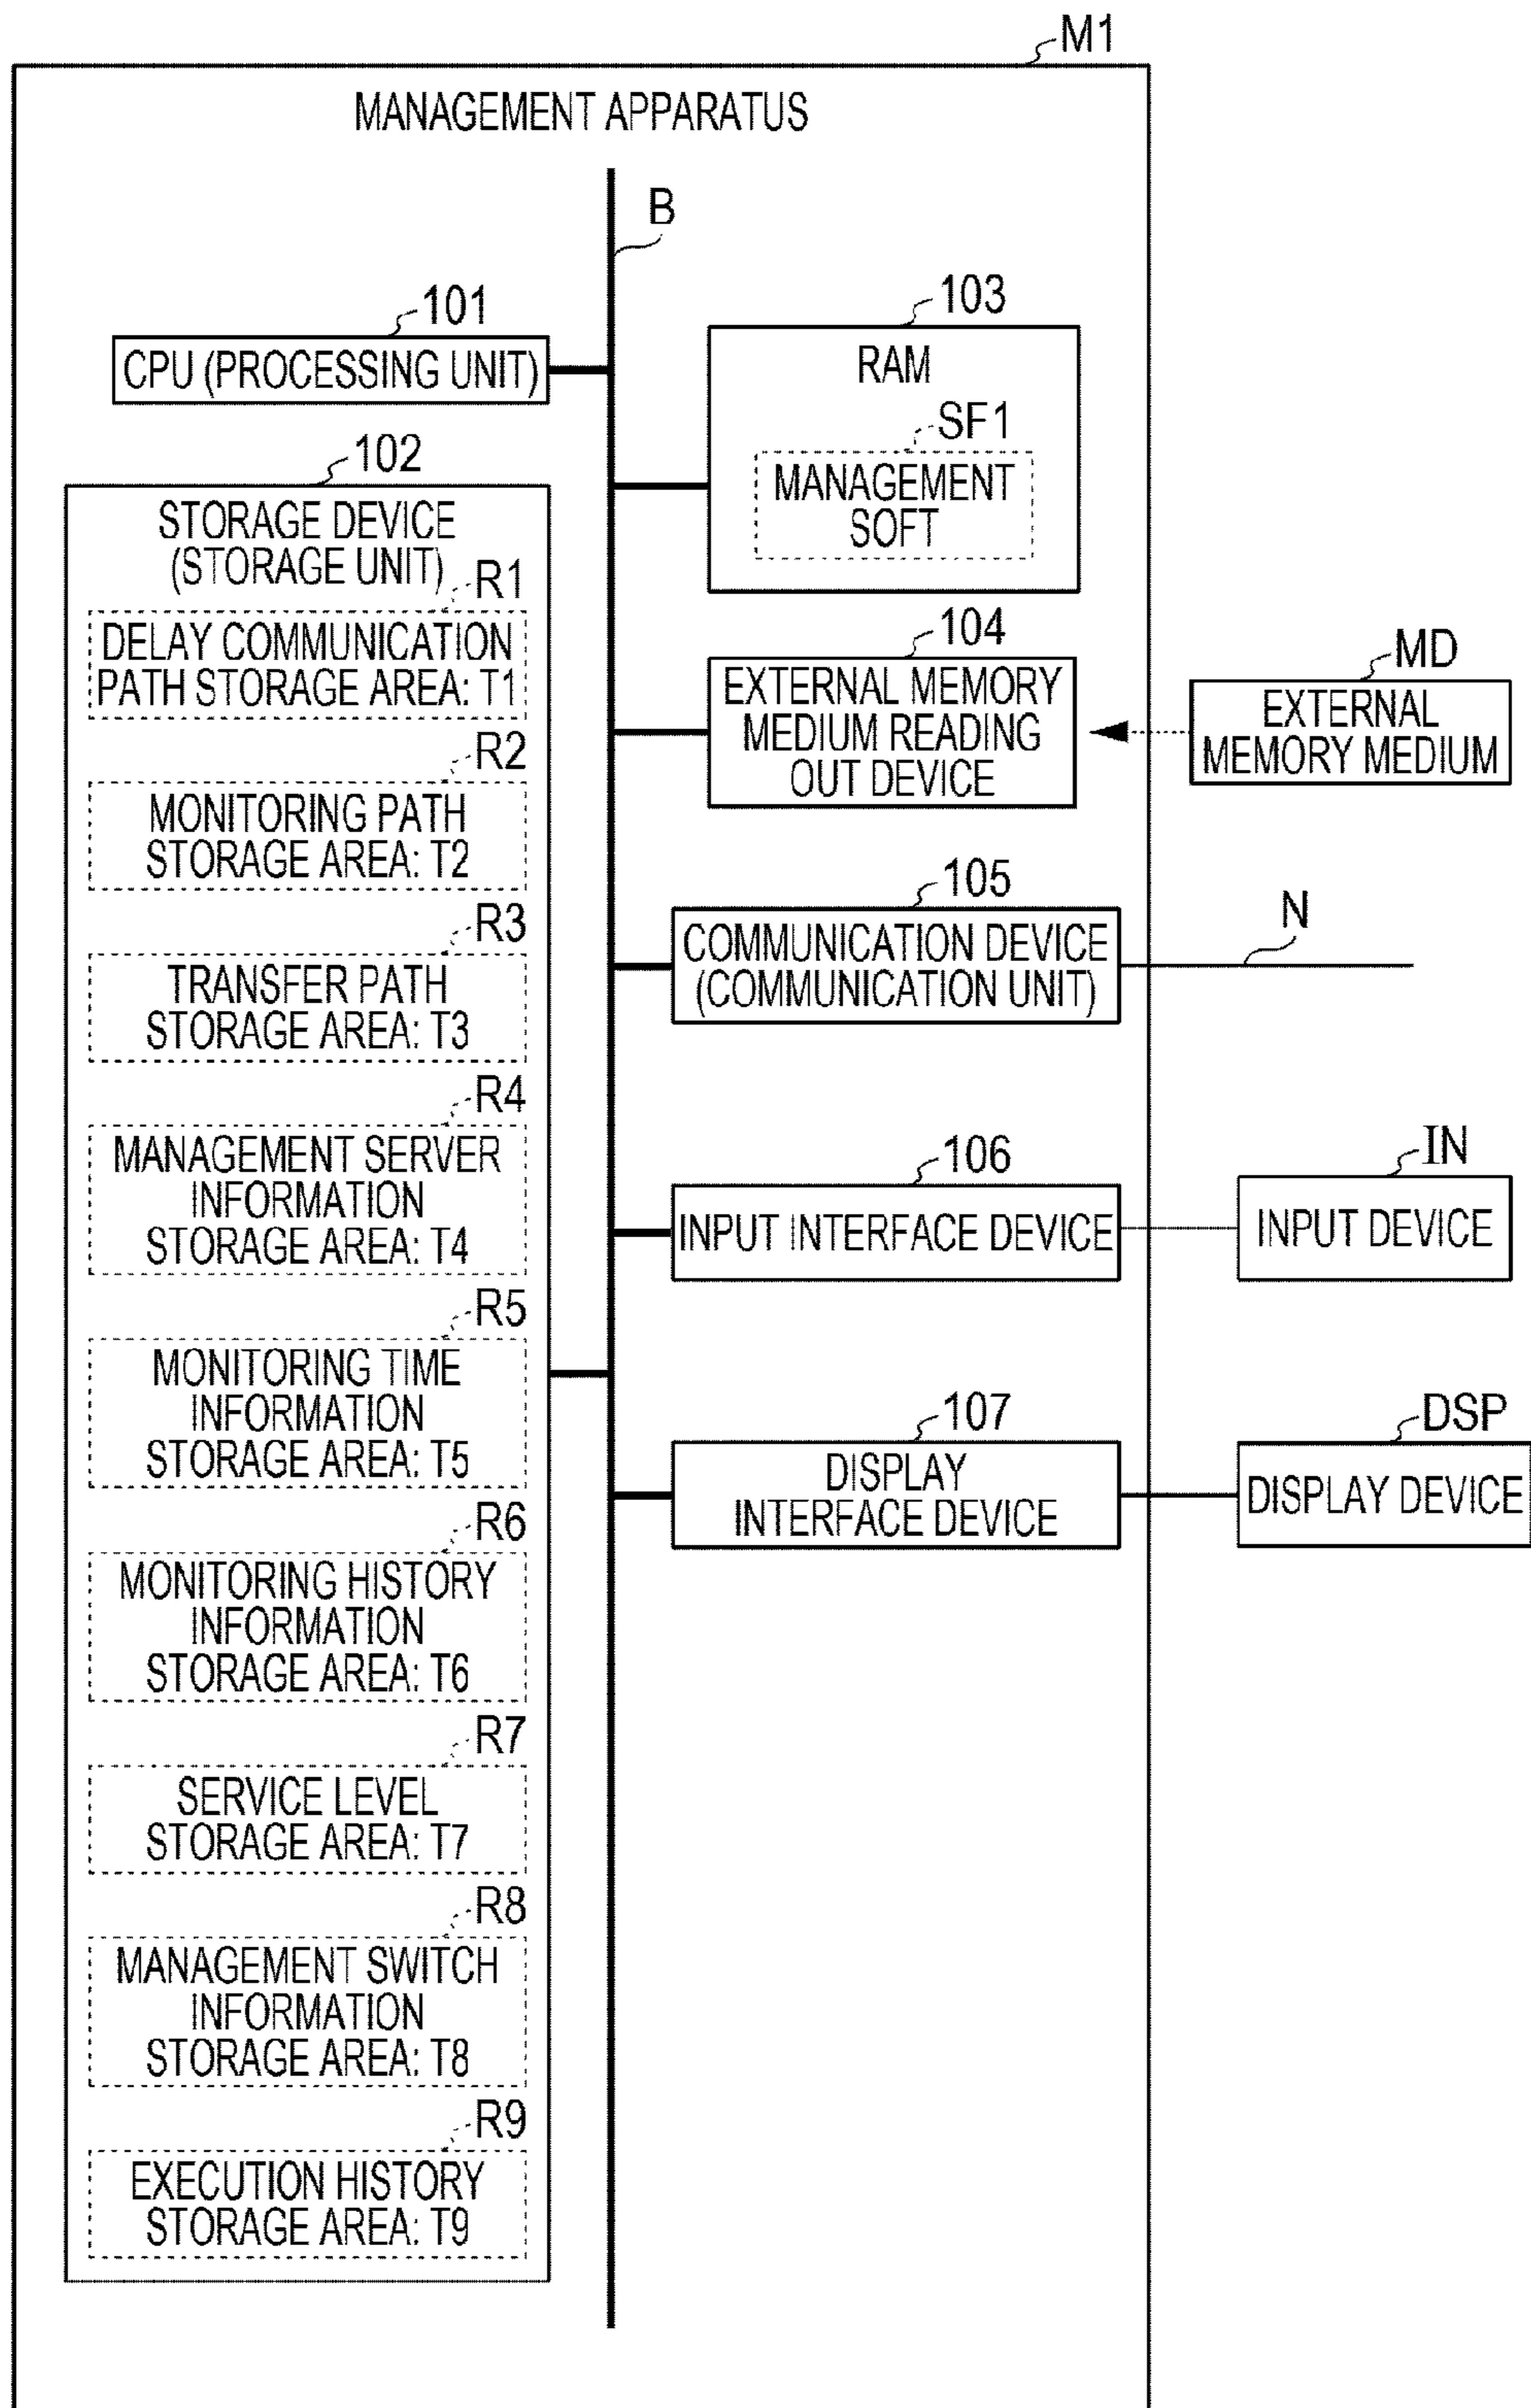 M1
MANAGEMENT APPARATUS
B
101
CPU (PROCESSING UNIT)
102
STORAGE DEVICE
(STORAGE UNIT)
R1
DELAY COMMUNICATION
PATH STORAGE AREA: T1
R2
MONITORING PATH
STORAGE AREA: T2
R3
TRANSFER PATH
STORAGE AREA: T3
R4
MANAGEMENT SERVER
INFORMATION
STORAGE AREA: T4
R5
MONITORING TIME
INFORMATION
STORAGE AREA: T5
R6
MONITORING HISTORY
INFORMATION
STORAGE AREA: T6
R7
SERVICE LEVEL
STORAGE AREA: T7
R8
MANAGEMENT SWITCH
INFORMATION
STORAGE AREA: T8
R9
EXECUTION HISTORY
STORAGE AREA: T9
103
RAM
SF1
MANAGEMENT
SOFT
104
EXTERNAL MEMORY
MEDIUM READING
OUT DEVICE
MD
EXTERNAL
MEMORY MEDIUM
105
COMMUNICATION DEVICE
(COMMUNICATION UNIT)
N
106
INPUT INTERFACE DEVICE
IN
INPUT DEVICE
107
DISPLAY
INTERFACE DEVICE
DSP
DISPLAY DEVICE